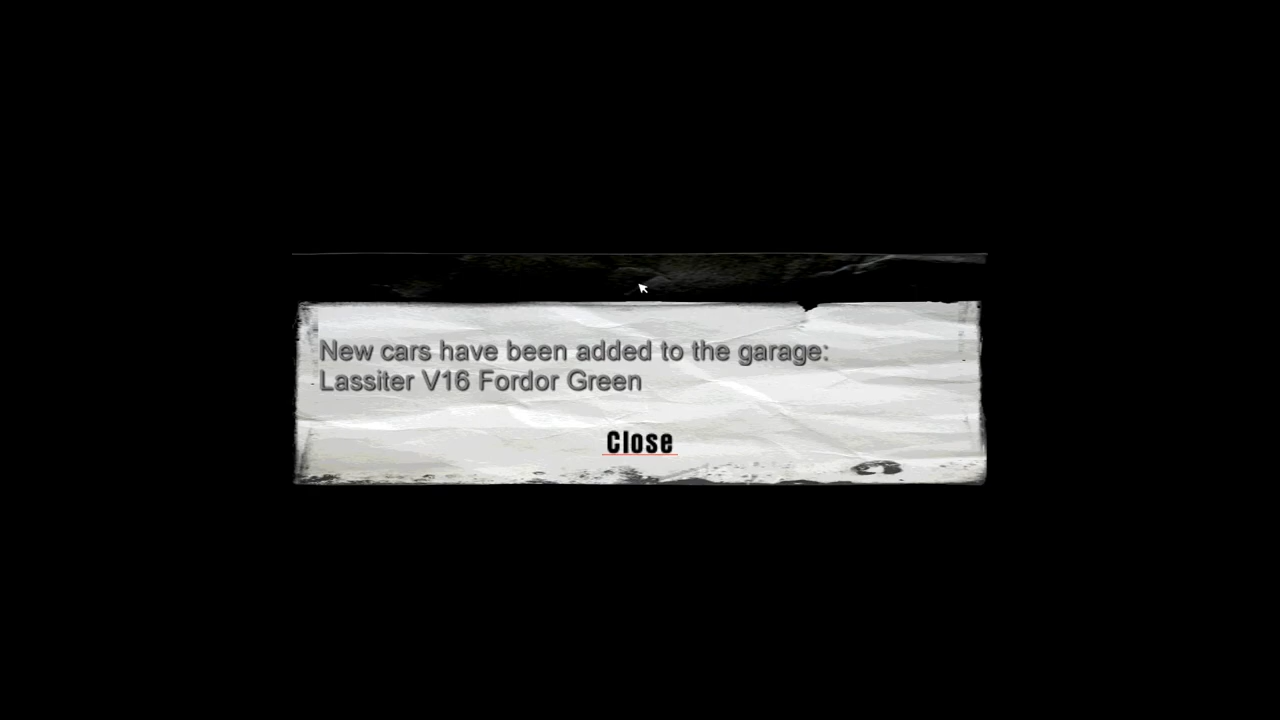 New cars have been added to the garage:
Lassiter V16 Fordor Green
Close